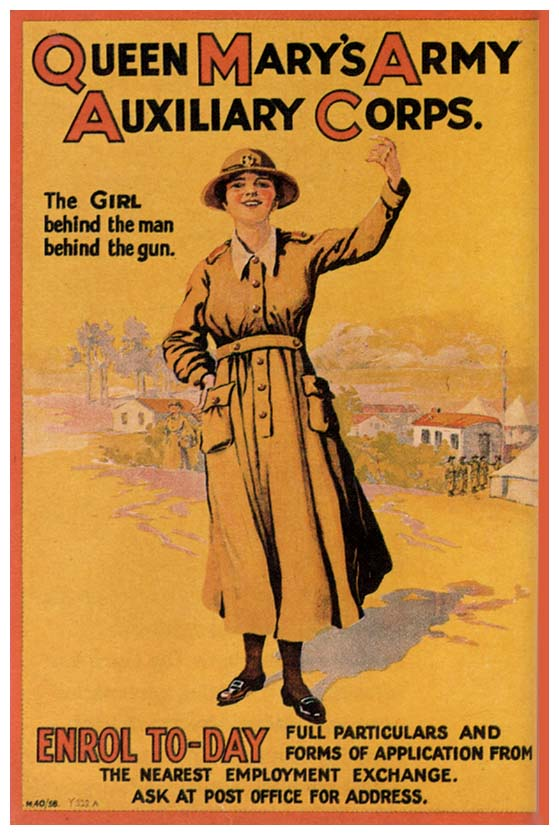 QUEEN MARY'S ARMY
AUXILIARY CORPS.
The GIRL
behind the man
behind the gun.
ENROL TO-DAY
FULL PARTICULARS AND
FORMS OF APPLICATION FROM
THE NEAREST EMPLOYMENT EXCHANGE.
ASK AT POST OFFICE FOR ADDRESS.
M.40/58.